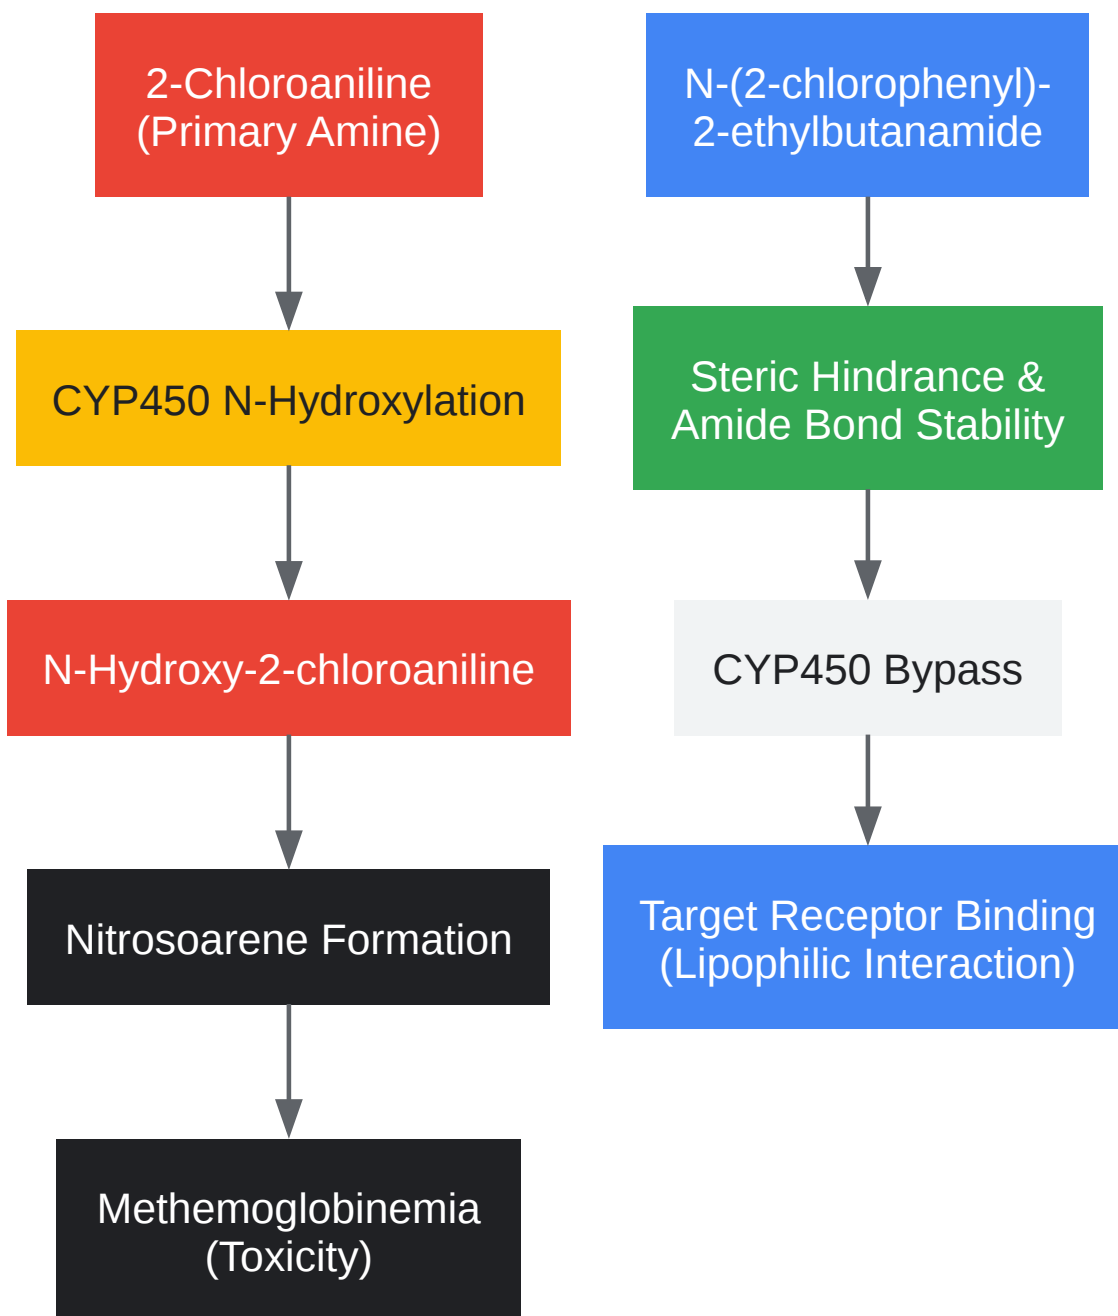 2-Chloroaniline
(Primary Amine)
CYP450 N-Hydroxylation
N-Hydroxy-2-chloroaniline
Nitrosoarene Formation
Methemoglobinemia
(Toxicity)
N-(2-chlorophenyl)-
2-ethylbutanamide
Steric Hindrance &
Amide Bond Stability
CYP450 Bypass
Target Receptor Binding
(Lipophilic Interaction)